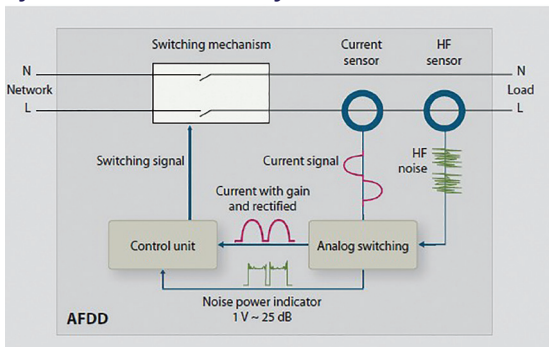 Switching mechanism
Current
sensor
HF
sensor
N
Network
L
N
Load
L
Switching signal
Current signal
HF
noise
Current with gain
and rectified
Control unit
Analog switching
Noise power indicator
1 V ~ 25 dB
AFDD